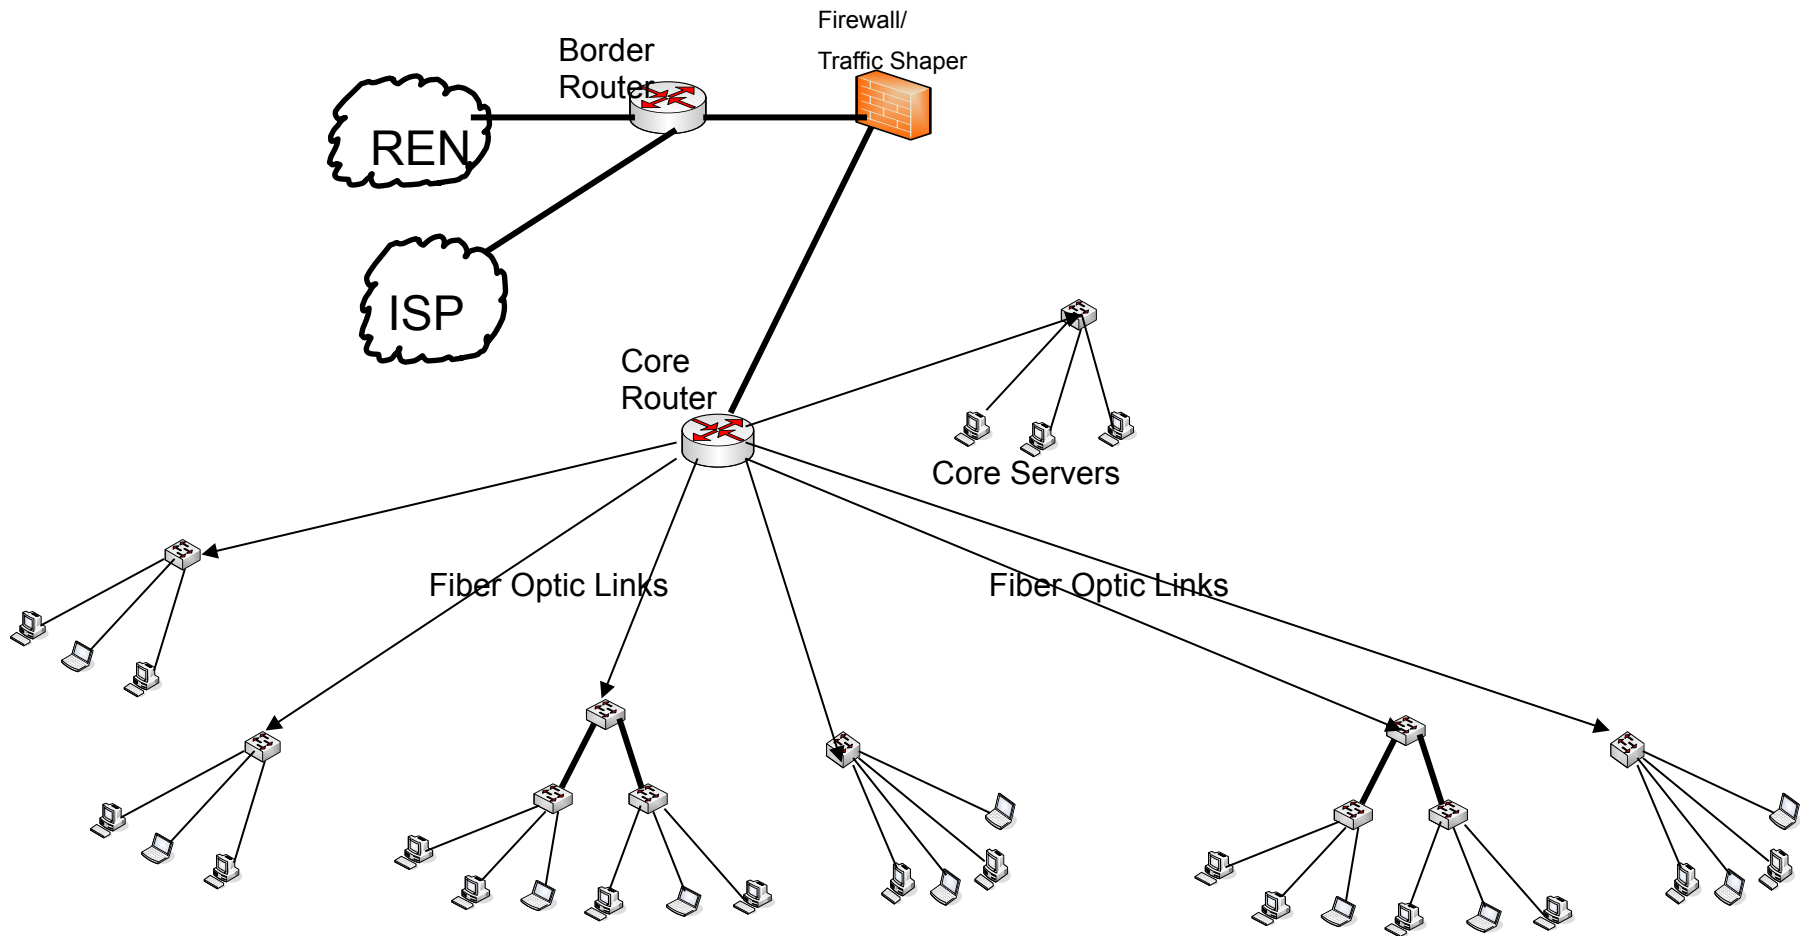 Firewall/
Traffic Shaper
Border
Router
REN
ISP
Core
Router
Core Servers
Fiber Optic Links
Fiber Optic Links